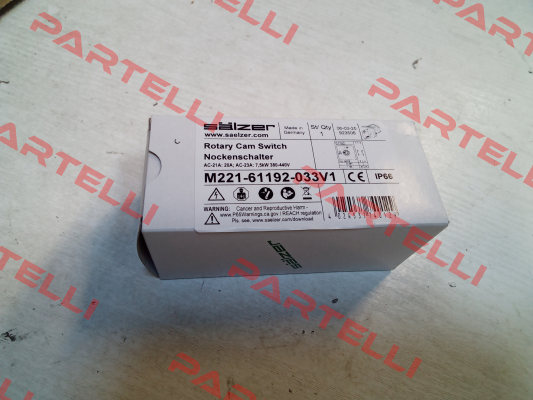 PARTELLI
PARTELLI
PARTELLI
PARTELLI
PARTELLI
sälzer
www.saelzer.com
Made in
Germany
St/ Qty
1
Rotary Cam Switch
Nockenschalter
AC-21A: 20A; AC-23A: 7,5kW 380-440V
M221-61192-033V1
CE
IP66
WARNING: Cancer and Reproductive Harm -
www.P65Warnings.ca.gov / REACH regulation
Pls. see: www.saelzer.com/downloads
sälzer